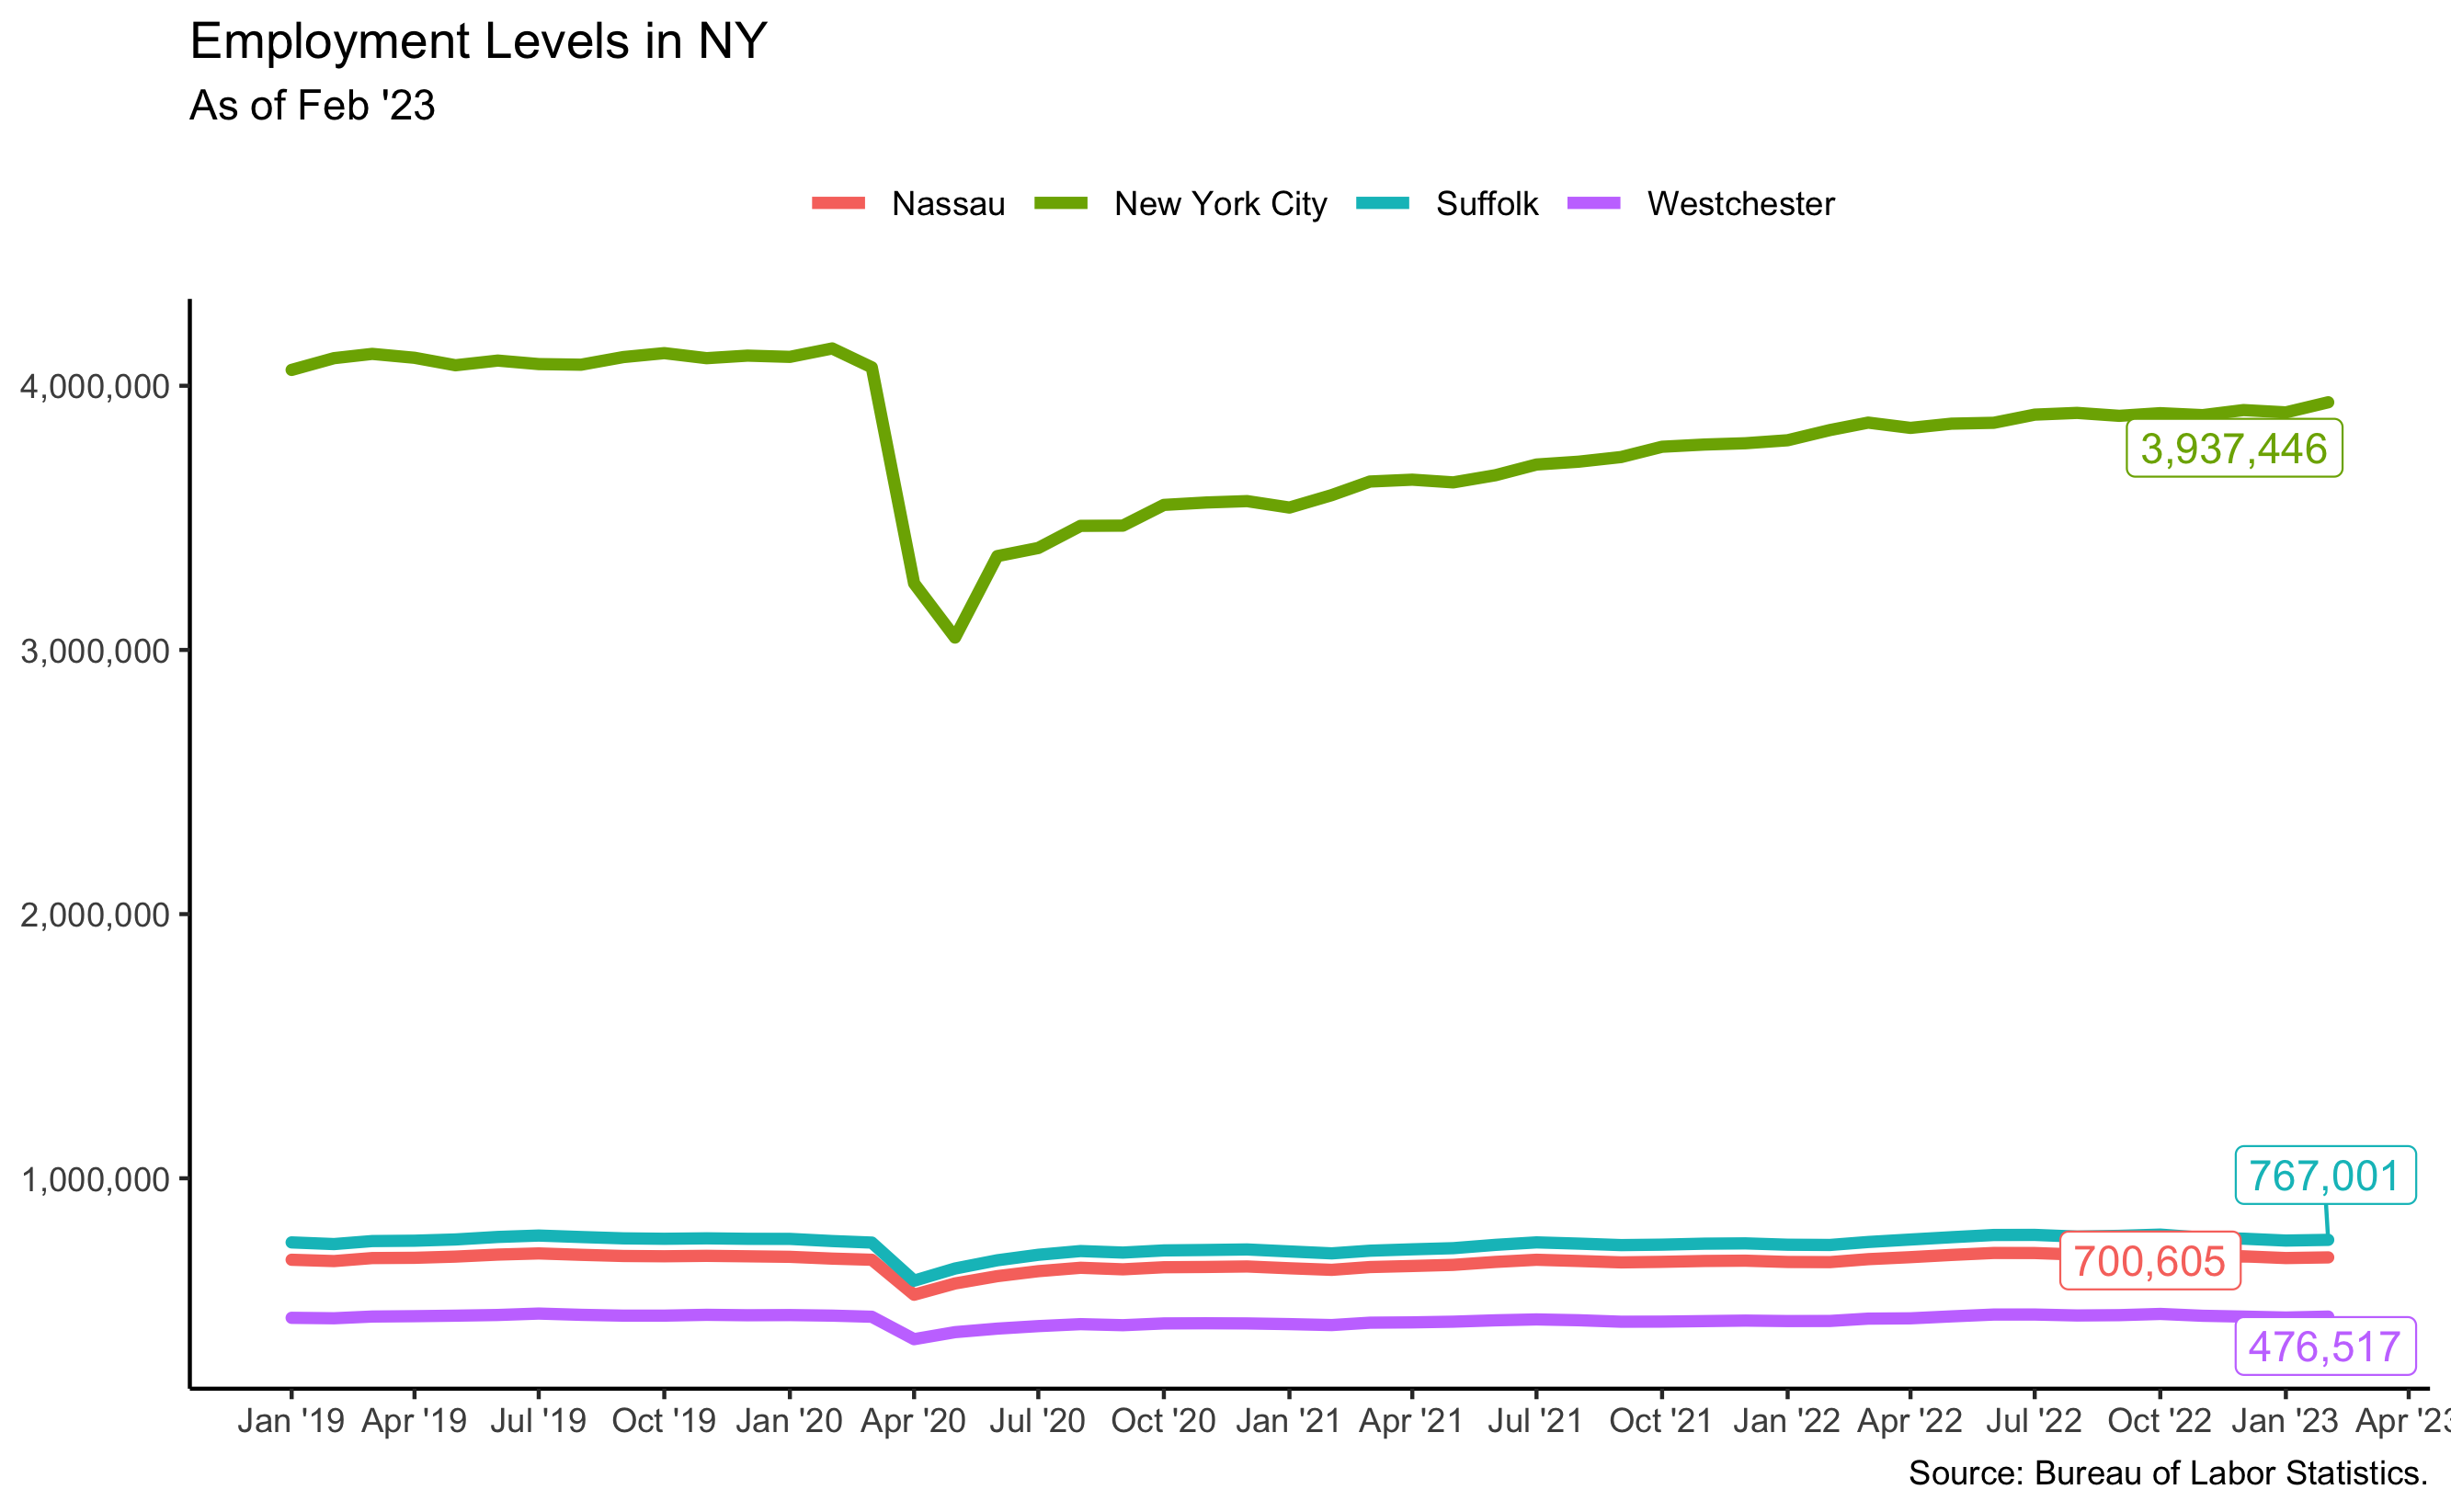 Employment Levels in NY
As of Feb '23
Nassau New York City Suffolk Westchester
4,000,000
3,937,446
3,000,000
2,000,000
1,000,000
767,001
700,605
476,517
Jan '19 Apr '19 Jul '19 Oct '19 Jan '20 Apr '20 Jul '20 Oct '20 Jan '21 Apr '21 Jul '21 Oct '21 Jan '22 Apr '22 Jul '22 Oct '22 Jan '23 Apr '23
Source: Bureau of Labor Statistics.